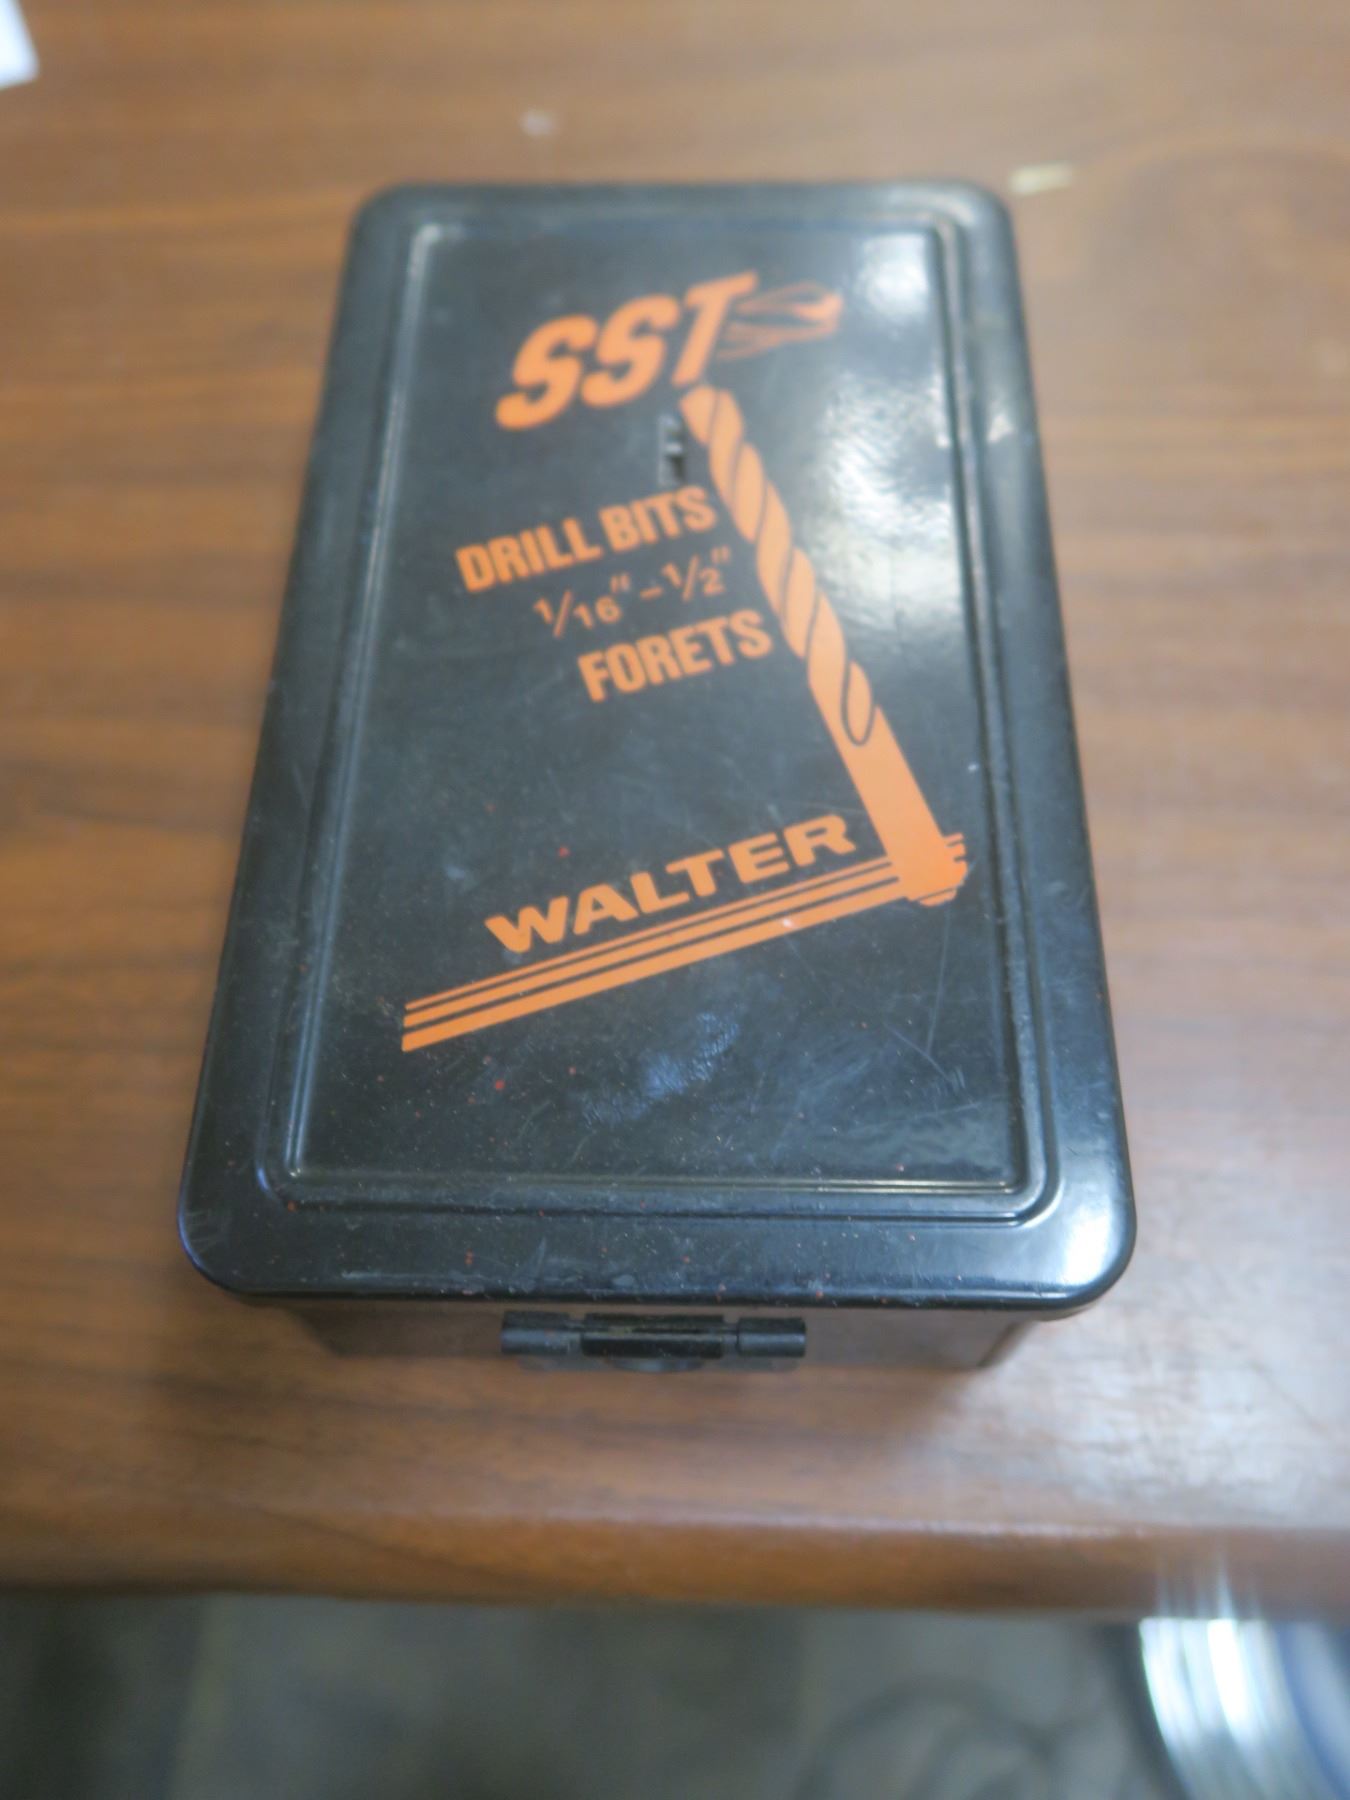 SST
DRILL BITS
1/16" - 1/2"
FORETS
WALTER